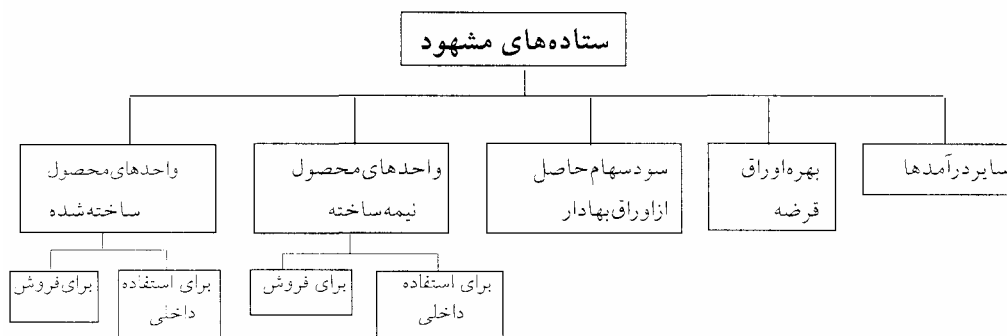 ستاده‌های مشهود
سایر درآمدها
بهره اوراق
قرضه
سود سهام حاصل
از اوراق بهادار
واحدهای محصول
نیمه ساخته
واحدهای محصول
ساخته شده
برای استفاده
داخلی
برای فروش
برای استفاده
داخلی
برای فروش